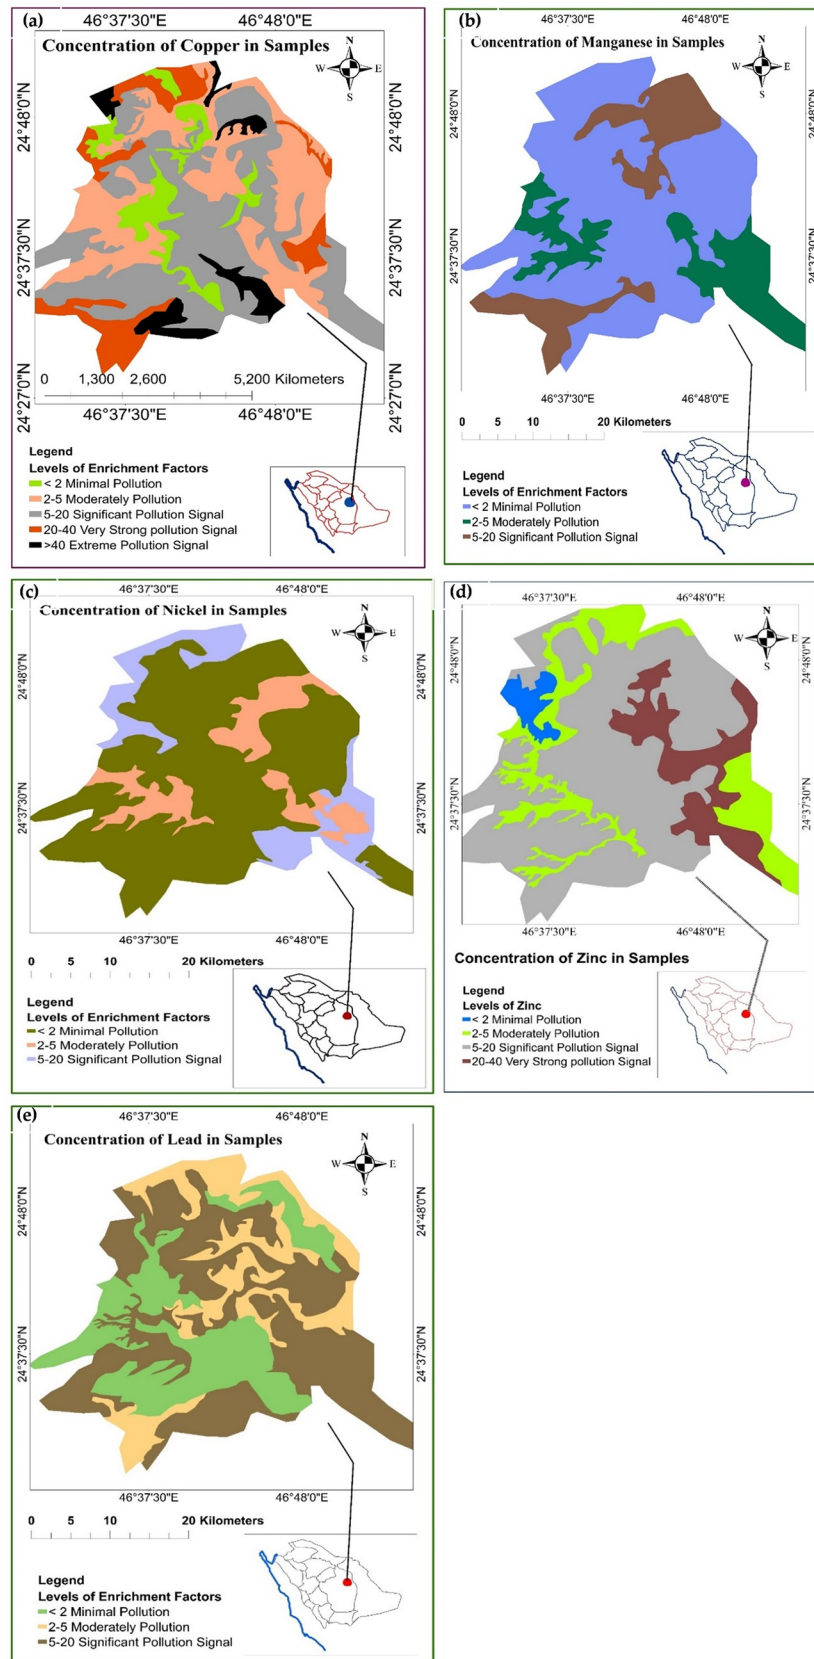 (a)
46°37'30"E 46°48'0"E
Concentration of Copper in Samples
N
W E
S
24°48'0"N 24°48'0"N
24°37'30"N 24°37'30"N
24°27'0"N 24°27'0"N
0 1,300 2,600 5,200 Kilometers
46°37'30"E 46°48'0"E
Legend
Levels of Enrichment Factors
< 2 Minimal Pollution
2-5 Moderately Pollution
5-20 Significant Pollution Signal
20-40 Very Strong pollution Signal
>40 Extreme Pollution Signal
(b)
46°37'30"E 46°48'0"E
Concentration of Manganese in Samples
N
W E
S
24°48'0"N 24°48'0"N
24°37'30"N 24°37'30"N
46°37'30"E 46°48'0"E
0 5 10 20 Kilometers
Legend
Levels of Enrichment Factors
< 2 Minimal Pollution
2-5 Moderately Pollution
5-20 Significant Pollution Signal
(c)
46°37'30"E 46°48'0"E
Concentration of Nickel in Samples
N
W E
S
24°48'0"N 24°48'0"N
24°37'30"N 24°37'30"N
46°37'30"E 46°48'0"E
0 5 10 20 Kilometers
Legend
Levels of Enrichment Factors
< 2 Minimal Pollution
2-5 Moderately Pollution
5-20 Significant Pollution Signal
(d)
46°37'30"E 46°48'0"E
N
W E
S
24°48'0"N 24°48'0"N
24°37'30"N 24°37'30"N
46°37'30"E 46°48'0"E
Concentration of Zinc in Samples
Legend
Levels of Zinc
< 2 Minimal Pollution
2-5 Moderately Pollution
5-20 Significant Pollution Signal
20-40 Very Strong pollution Signal
(e)
46°37'30"E 46°48'0"E
Concentration of Lead in Samples
N
W E
S
24°48'0"N 24°48'0"N
24°37'30"N 24°37'30"N
46°37'30"E 46°48'0"E
0 5 10 20 Kilometers
Legend
Levels of Enrichment Factors
< 2 Minimal Pollution
2-5 Moderately Pollution
5-20 Significant Pollution Signal